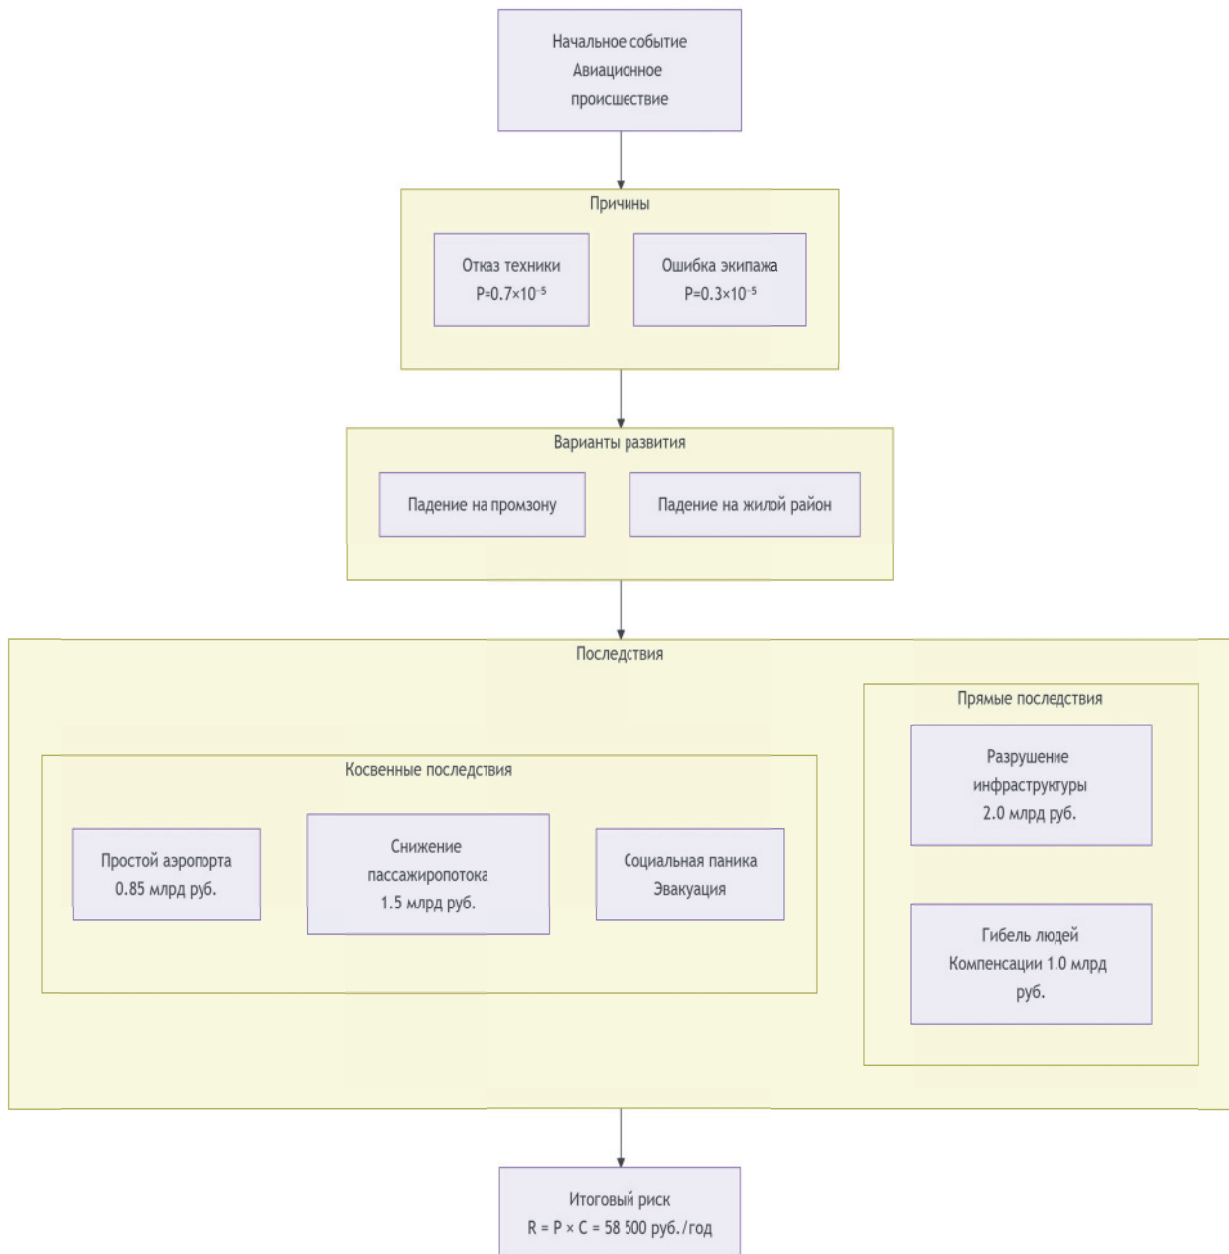 Начальное событие
Авиационное
происшествие
Причины
Отказ техники
P=0.7×10⁻⁵
Ошибка экипажа
P=0.3×10⁻⁵
Варианты развития
Падение на промзону
Падение на жилой район
Последствия
Косвенные последствия
Простой аэропорта
0.85 млрд руб.
Снижение
пассажиропотока
1.5 млрд руб.
Социальная паника
Эвакуация
Прямые последствия
Разрушение
инфраструктуры
2.0 млрд руб.
Гибель людей
Компенсации 1.0 млрд
руб.
Итоговый риск
R = P × C = 58 500 руб./год